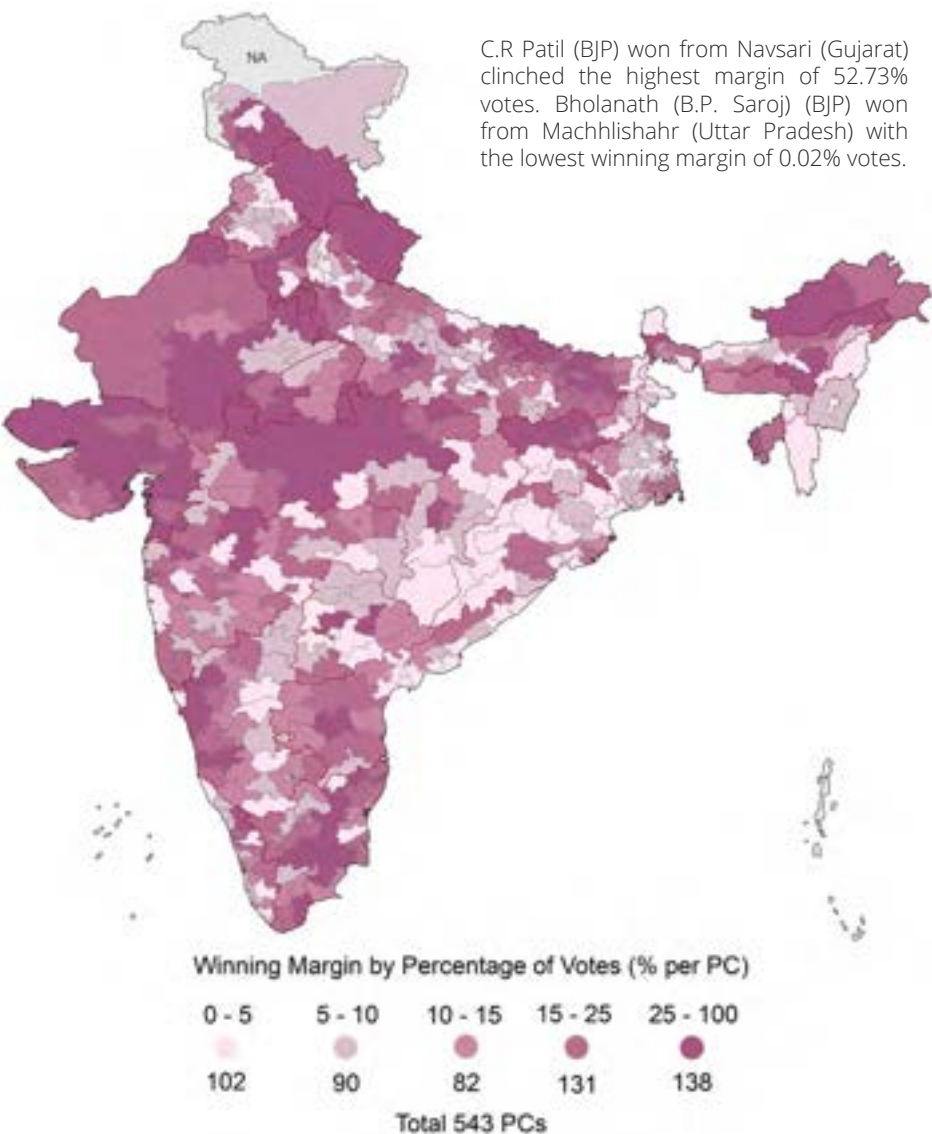 C.R Patil (BJP) won from Navsari (Gujarat)
clinched the highest margin of 52.73%
votes. Bholanath (B.P. Saroj) (BJP) won
from Machhlishahr (Uttar Pradesh) with
the lowest winning margin of 0.02% votes.
NA
Winning Margin by Percentage of Votes (% per PC)
0 - 5 5 - 10 10 - 15 15 - 25 25 - 100
102 90 82 131 138
Total 543 PCs